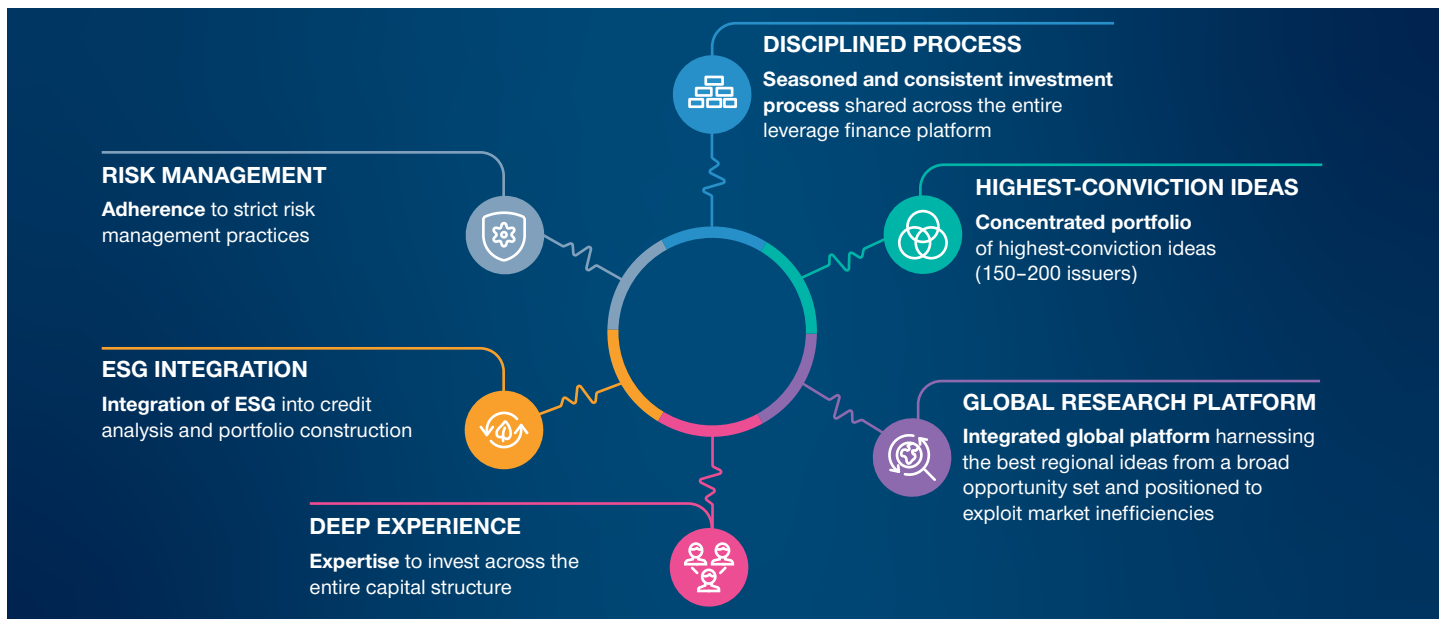 DISCIPLINED PROCESS
Seasoned and consistent investment
process shared across the entire
leverage finance platform
HIGHEST-CONVICTION IDEAS
Concentrated portfolio
of highest-conviction ideas
(150–200 issuers)
GLOBAL RESEARCH PLATFORM
Integrated global platform harnessing
the best regional ideas from a broad
opportunity set and positioned to
exploit market inefficiencies
DEEP EXPERIENCE
Expertise to invest across the
entire capital structure
ESG INTEGRATION
Integration of ESG into credit
analysis and portfolio construction
RISK MANAGEMENT
Adherence to strict risk
management practices